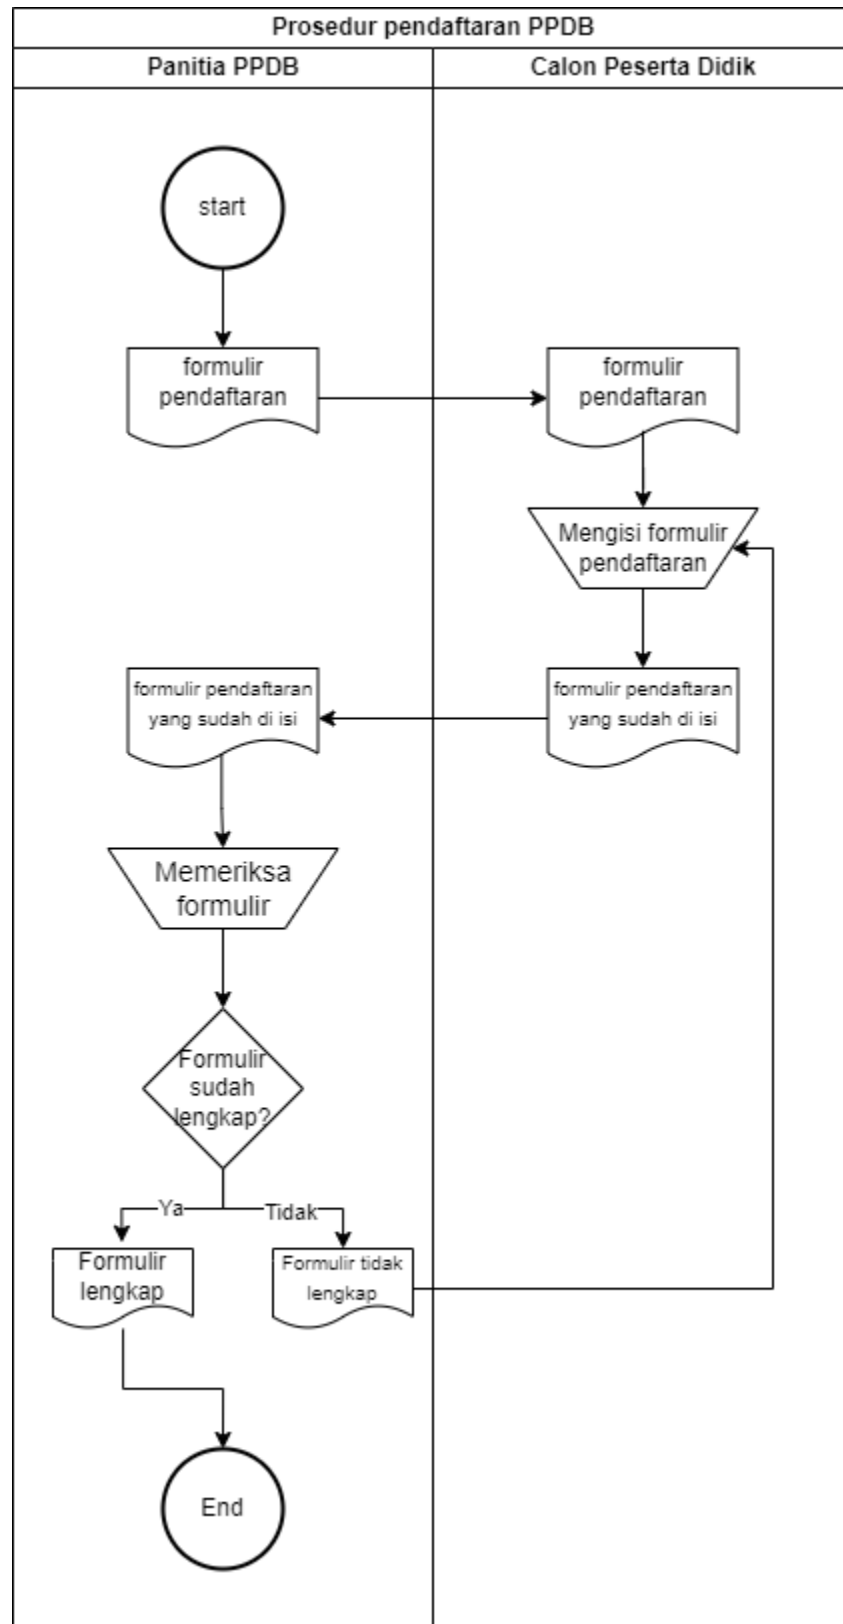 Prosedur pendaftaran PPDB
Panitia PPDB
Calon Peserta Didik
start
formulir
pendaftaran
formulir
pendaftaran
Mengisi formulir
pendaftaran
formulir pendaftaran
yang sudah di isi
formulir pendaftaran
yang sudah di isi
Memeriksa
formulir
Formulir
sudah
lengkap?
Ya
Tidak
Formulir
lengkap
Formulir tidak
lengkap
End